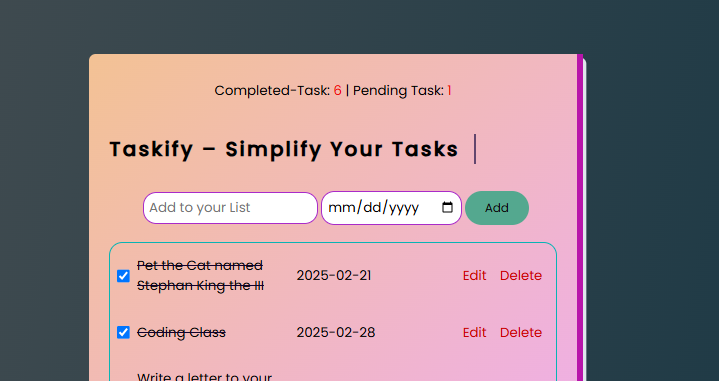 Completed-Task: 6 | Pending Task: 1
Taskify – Simplify Your Tasks
Add to your List mm/dd/yyyy Add
Pet the Cat named
Stephan King the III 2025-02-21 Edit Delete
Coding Class 2025-02-28 Edit Delete
Write a letter to your